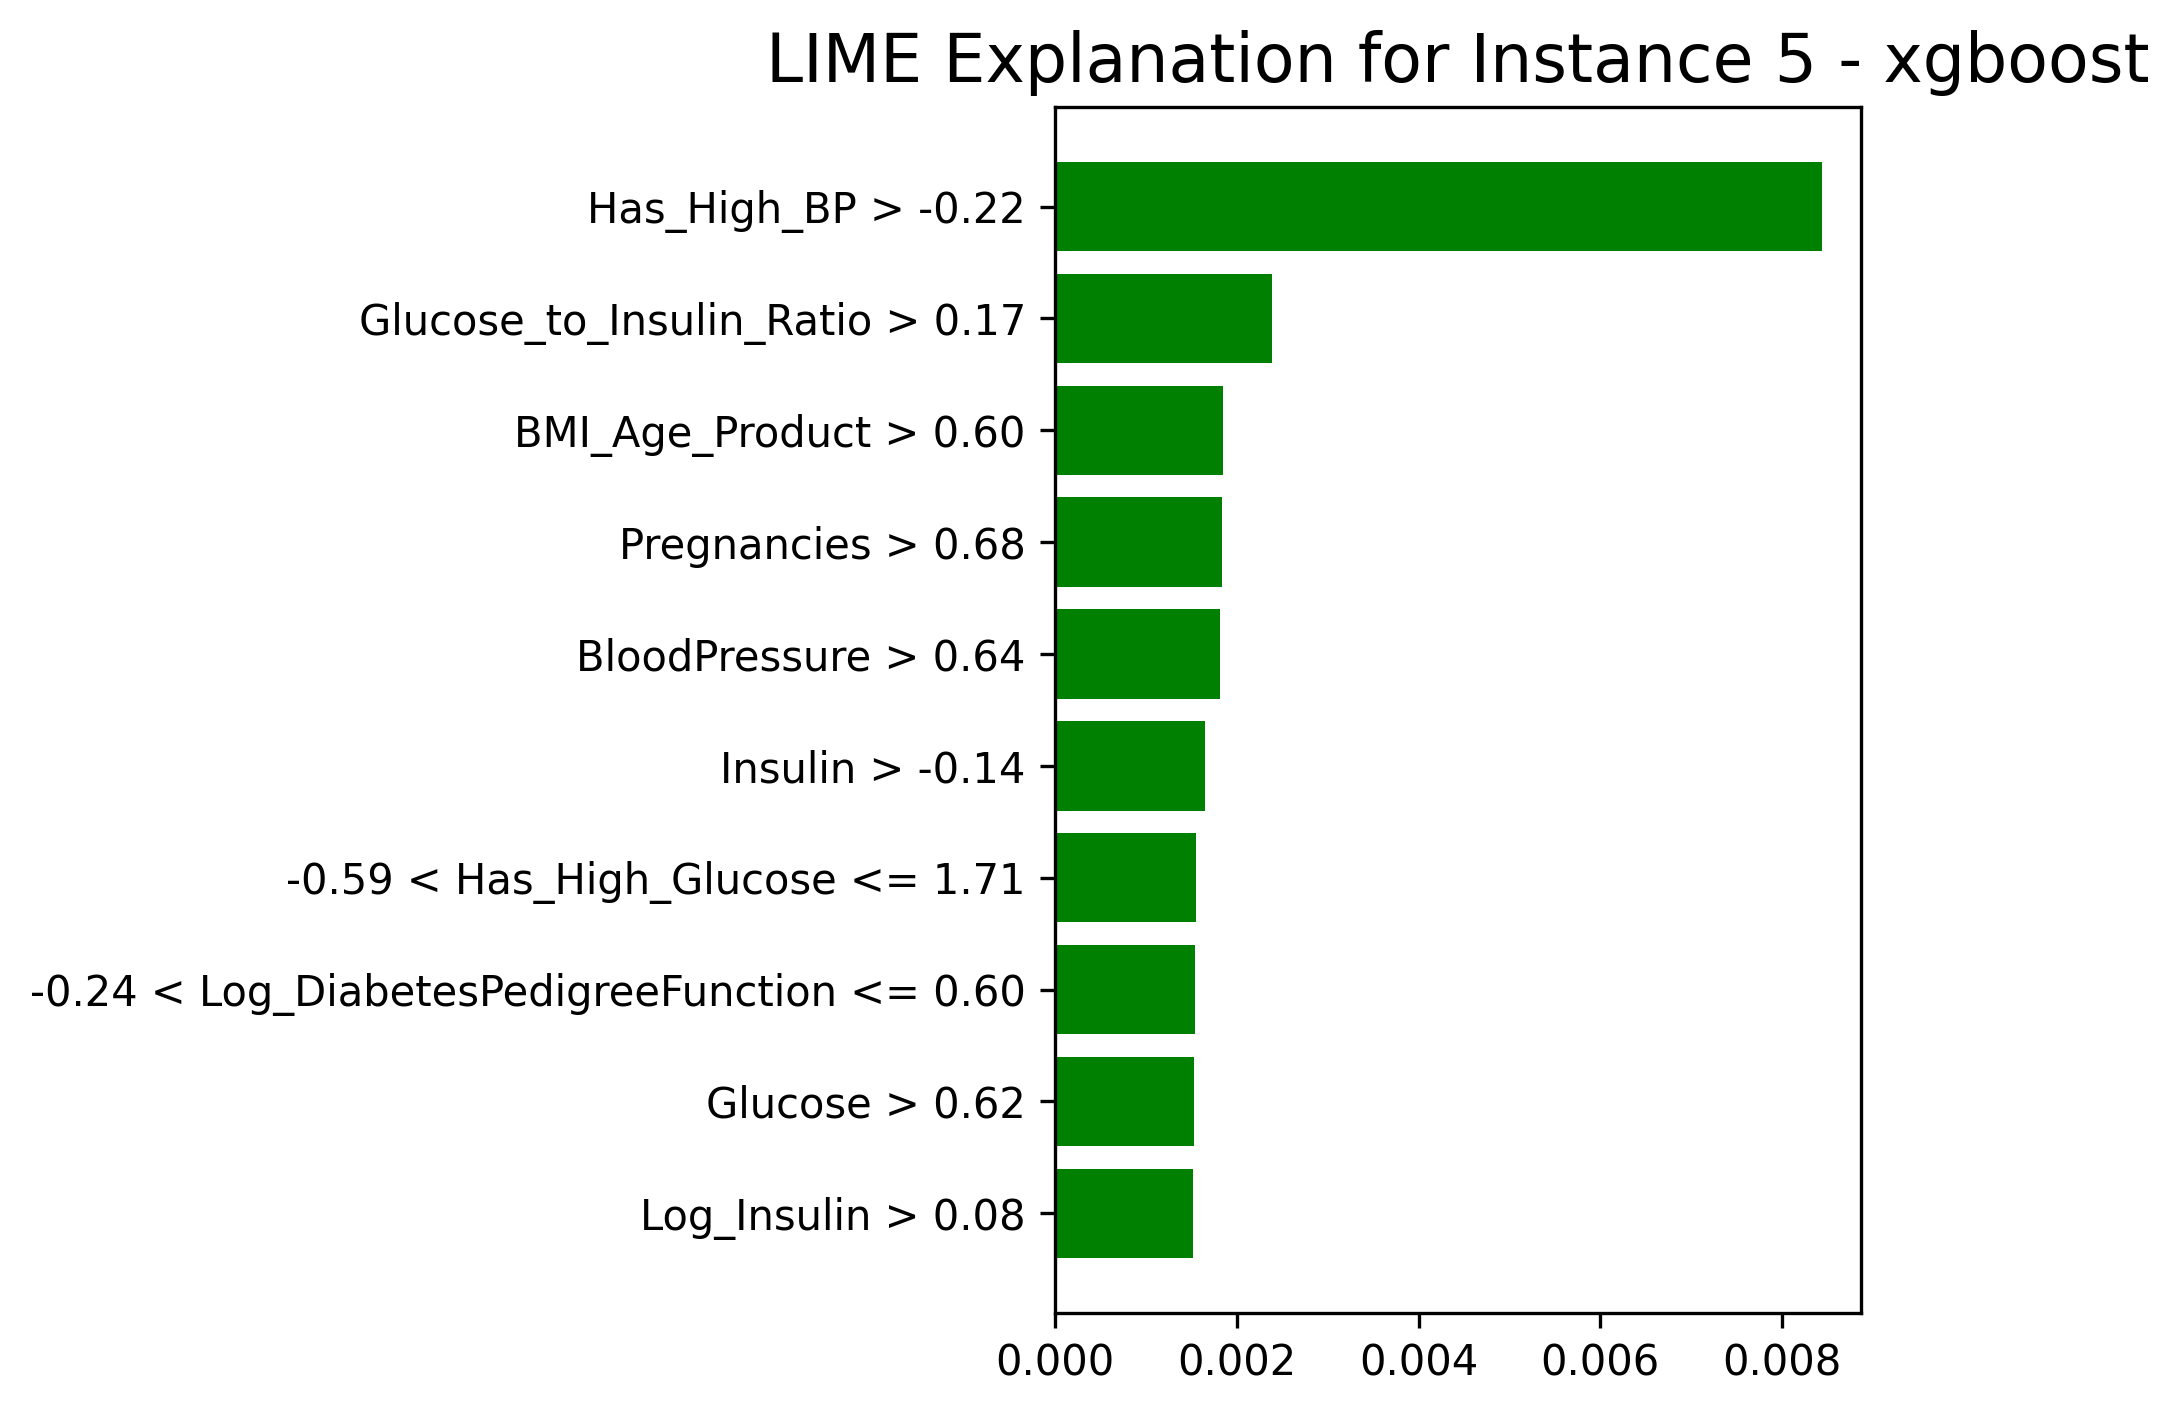 LIME Explanation for Instance 5 - xgboost
Has_High_BP > -0.22
Glucose_to_Insulin_Ratio > 0.17
BMI_Age_Product > 0.60
Pregnancies > 0.68
BloodPressure > 0.64
Insulin > -0.14
-0.59 < Has_High_Glucose <= 1.71
-0.24 < Log_DiabetesPedigreeFunction <= 0.60
Glucose > 0.62
Log_Insulin > 0.08
0.000 0.002 0.004 0.006 0.008